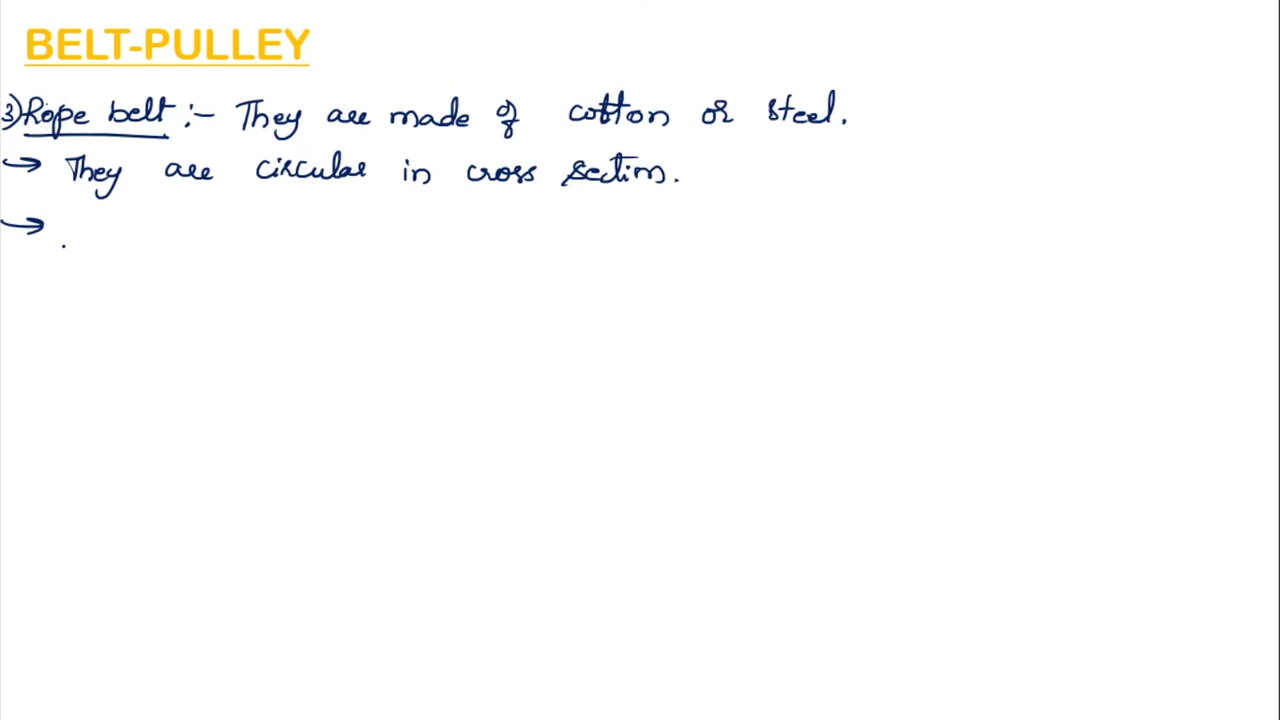 BELT-PULLEY
3) Rope belt :- They are made of cotton or steel.
→ They are circular in cross section.
→